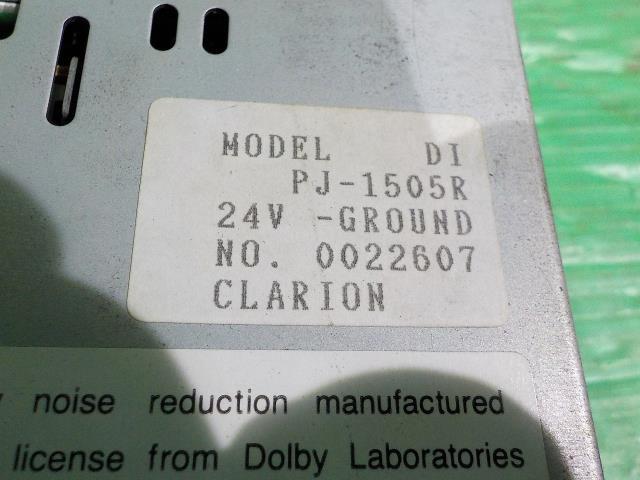 MODEL DI
PJ-1505R
24V -GROUND
NO. 0022607
CLARION
noise reduction manufactured
license from Dolby Laboratories